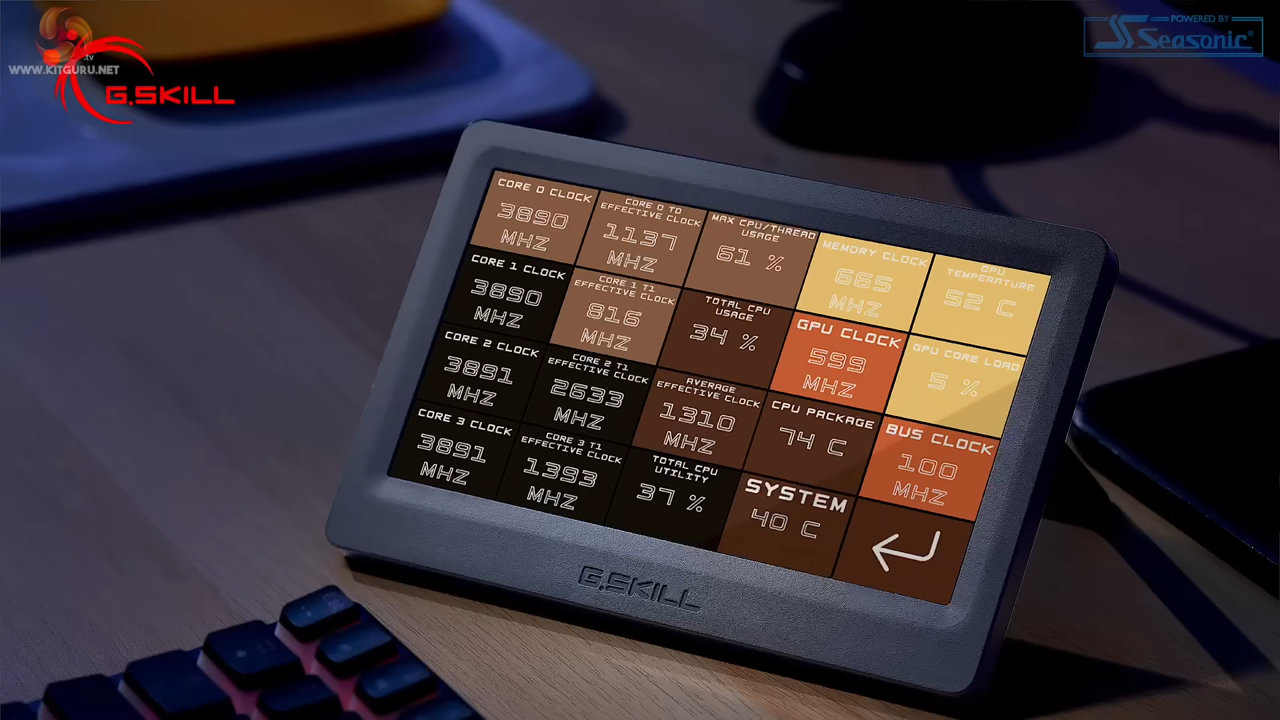 WWW.KITGURU.NET
.tv
G.SKILL
POWERED BY
Seasonic
CORE 0 CLOCK
3890
MHZ
CORE 0 T0
EFFECTIVE CLOCK
1137
MHZ
MAX CPU/THREAD
USAGE
61 %
MEMORY CLOCK
665
MHZ
GPU
TEMPERATURE
52 C
CORE 1 CLOCK
3890
MHZ
CORE 1 T1
EFFECTIVE CLOCK
816
MHZ
TOTAL CPU
USAGE
34 %
GPU CLOCK
599
MHZ
GPU CORE LOAD
5 %
CORE 2 CLOCK
3891
MHZ
CORE 2 T1
EFFECTIVE CLOCK
2633
MHZ
AVERAGE
EFFECTIVE CLOCK
1310
MHZ
CPU PACKAGE
74 C
BUS CLOCK
100
MHZ
CORE 3 CLOCK
3891
MHZ
CORE 3 T1
EFFECTIVE CLOCK
1393
MHZ
TOTAL CPU
UTILITY
37 %
SYSTEM
40 C
G.SKILL